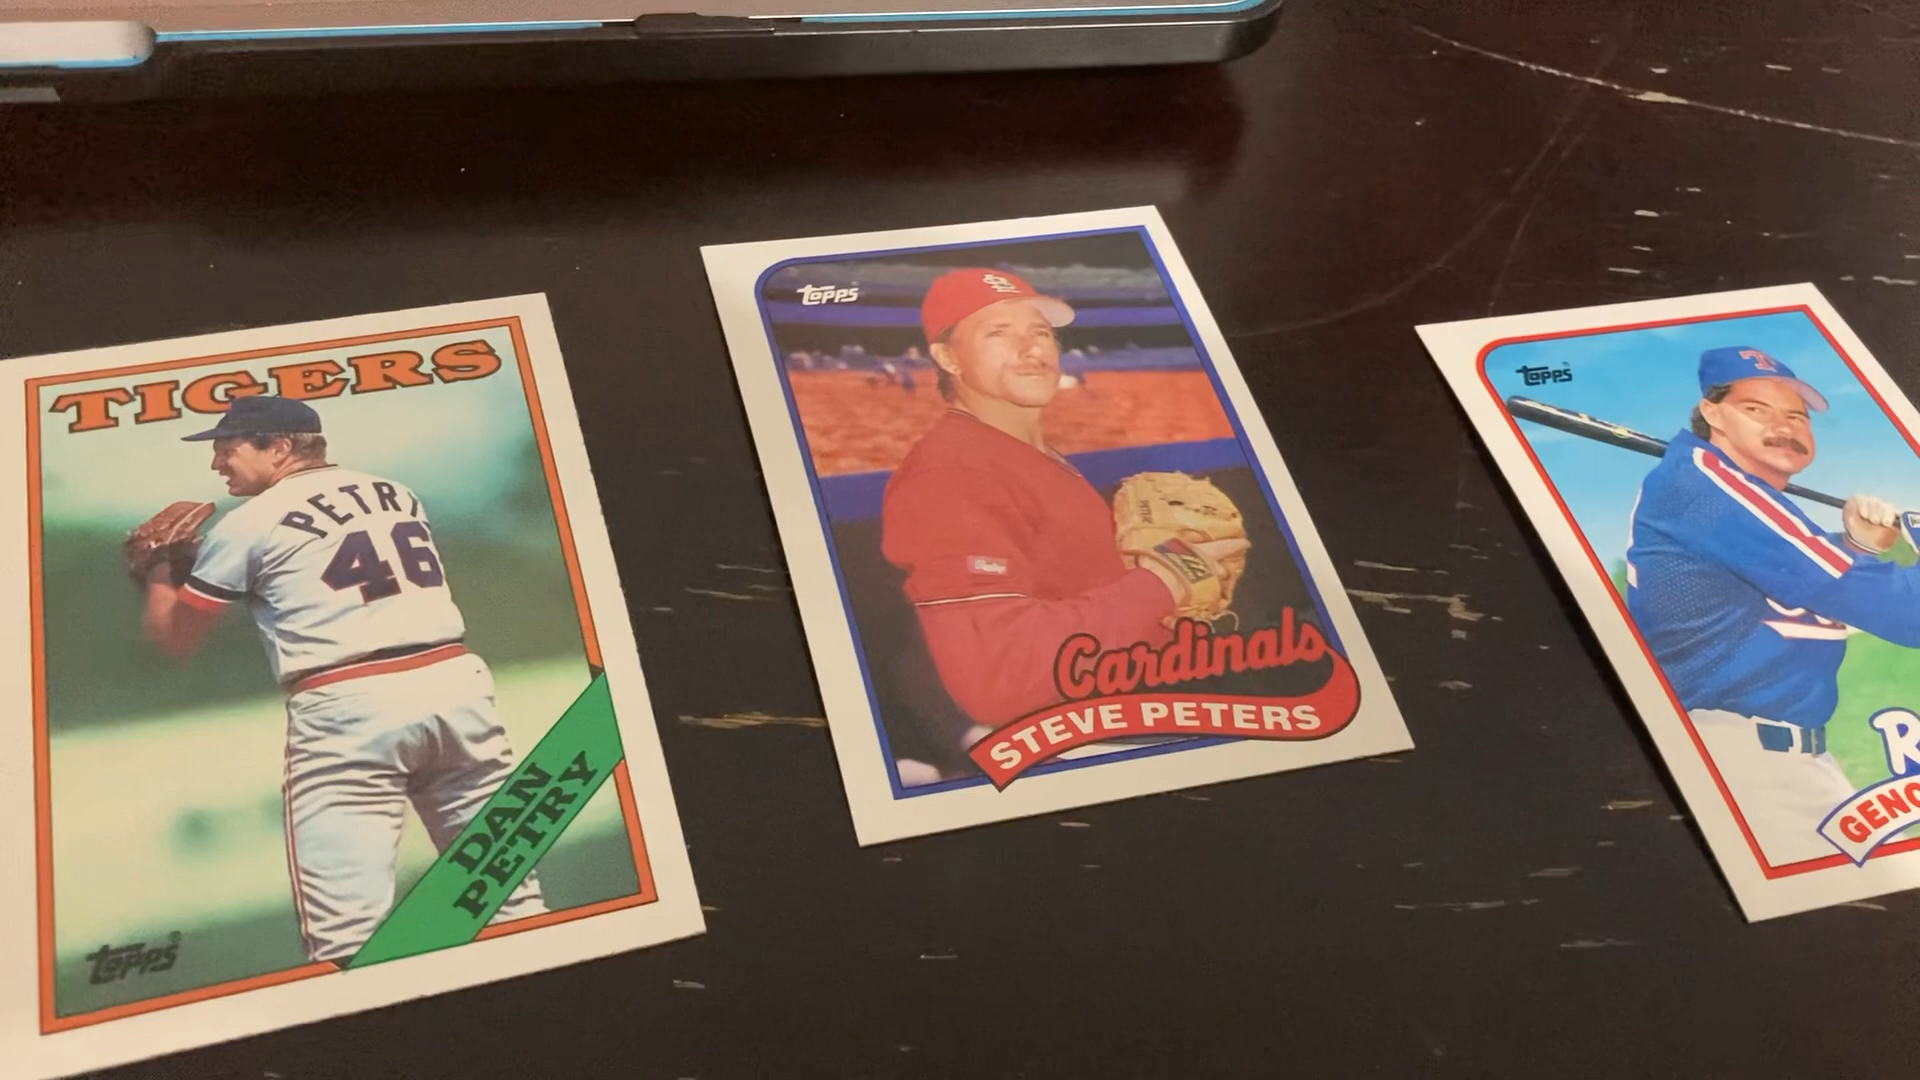 TIGERS
PETRY
46
DAN
PETRY
topps
topps
Cardinals
STEVE PETERS
topps
T
R
GENO